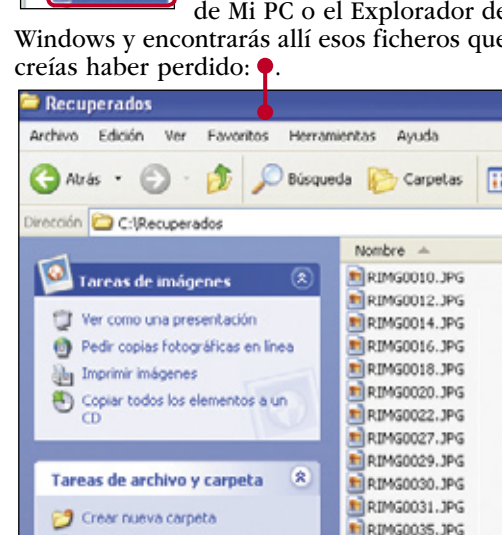 de Mi PC o el Explorador de
Windows y encontrarás allí esos ficheros que
creías haber perdido: .
Recuperados
Archivo Edición Ver Favoritos Herramientas Ayuda
Atrás Búsqueda Carpetas
Dirección C:\Recuperados
Tareas de imágenes
Ver como una presentación
Pedir copias fotográficas en línea
Imprimir imágenes
Copiar todos los elementos a un
CD
Tareas de archivo y carpeta
Crear nueva carpeta
Nombre
RIMG0010.JPG
RIMG0012.JPG
RIMG0014.JPG
RIMG0016.JPG
RIMG0018.JPG
RIMG0020.JPG
RIMG0022.JPG
RIMG0027.JPG
RIMG0029.JPG
RIMG0030.JPG
RIMG0031.JPG
RIMG0035.JPG